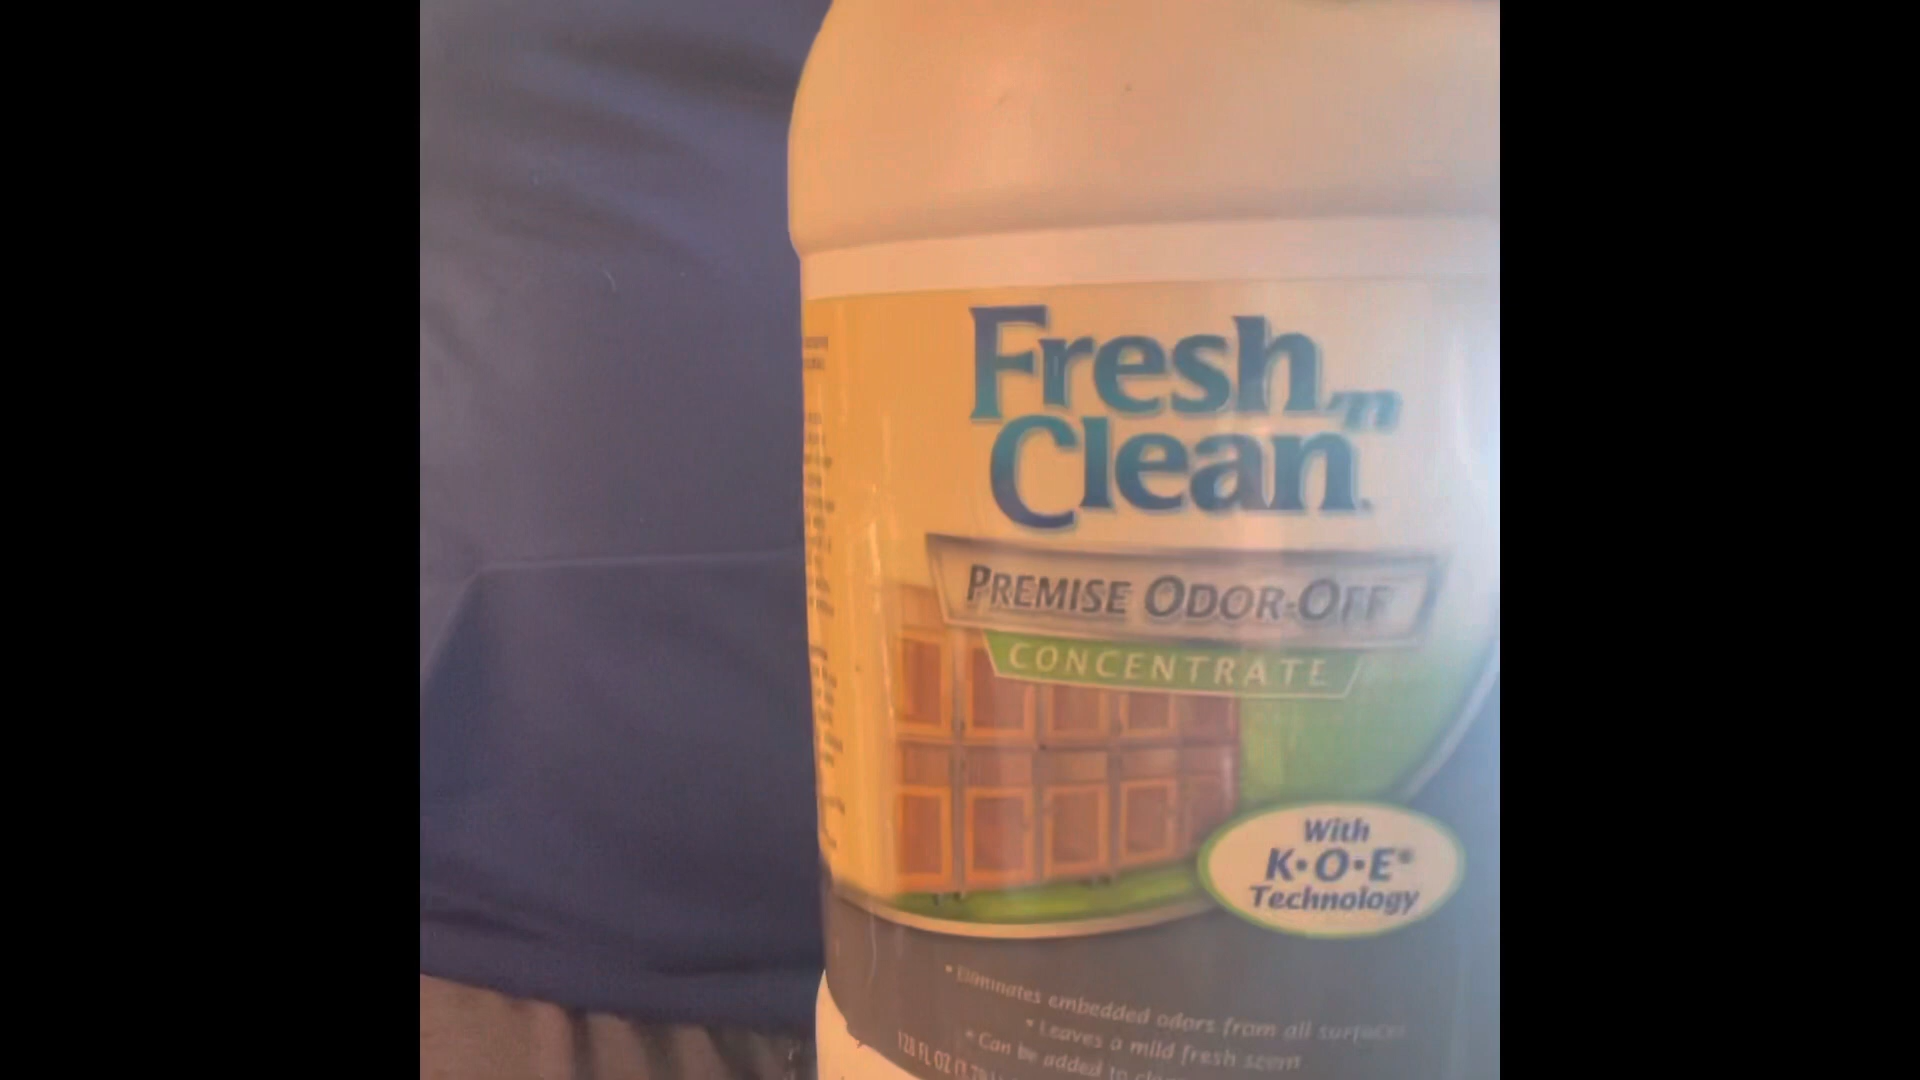 Fresh 'n
Clean
PREMISE ODOR-OFF
CONCENTRATE
With
K•O•E®
Technology
• Eliminates embedded odors from all surfaces
• Leaves a mild fresh scent
• Can be added to
128 FL OZ